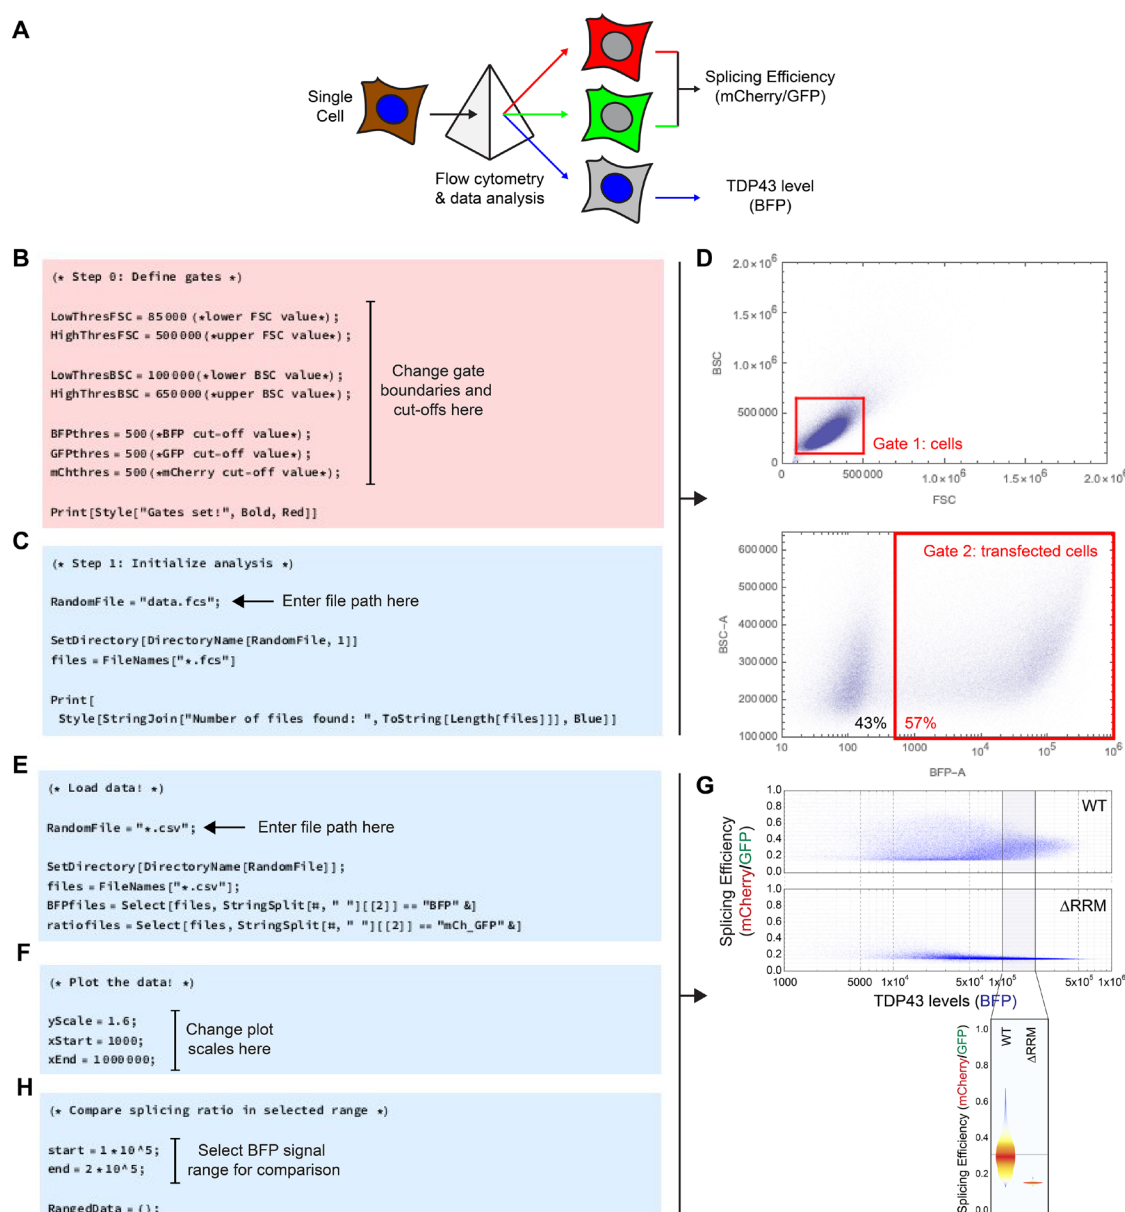 A
Single
Cell
Flow cytometry
& data analysis
Splicing Efficiency
(mCherry/GFP)
TDP43 level
(BFP)
B
(* Step 0: Define gates *)
LowThresFSC = 85000 (*lower FSC value*);
HighThresFSC = 500000 (*upper FSC value*);
LowThresBSC = 100000 (*lower BSC value*);
HighThresBSC = 650000 (*upper BSC value*);
BFPthres = 500 (*BFP cut-off value*);
GFPthres = 500 (*GFP cut-off value*);
mChthres = 500 (*mCherry cut-off value*);
Print[Style["Gates set!", Bold, Red]]
Change gate
boundaries and
cut-offs here
C
(* Step 1: Initialize analysis *)
RandomFile = "data.fcs";
Enter file path here
SetDirectory[DirectoryName[RandomFile, 1]]
files = FileNames["*.fcs"]
Print[
Style[StringJoin["Number of files found: ", ToString[Length[files]]], Blue]]
D
2.0×10^6
1.5×10^6
1.0×10^6
500000
0
BSC
Gate 1: cells
0
500000
1.0×10^6
1.5×10^6
2.0×10^6
FSC
600000
500000
400000
300000
200000
100000
BSC-A
Gate 2: transfected cells
43%
57%
10
100
1000
10^4
10^5
10^6
BFP-A
E
(* Load data! *)
RandomFile = "*.csv";
Enter file path here
SetDirectory[DirectoryName[RandomFile]];
files = FileNames["*.csv"];
BFPfiles = Select[files, StringSplit[#, " "][[2]] == "BFP" &]
ratiofiles = Select[files, StringSplit[#, " "][[2]] == "mCh_GFP" &]
F
(* Plot the data! *)
yScale = 1.6;
xStart = 1000;
xEnd = 1000000;
Change plot
scales here
G
Splicing Efficiency
(mCherry/GFP)
1.0
0.8
0.6
0.4
0.2
0.0
WT
1.0
0.8
0.6
0.4
0.2
0.0
ΔRRM
1000
5000
1x10^4
5x10^4
1x10^5
5x10^5
1x10^6
TDP43 levels (BFP)
Splicing Efficiency (mCherry/GFP)
1.0
0.8
0.6
0.4
0.2
0.0
WT
ΔRRM
H
(* Compare splicing ratio in selected range *)
start = 1*10^5;
end = 2*10^5;
Select BFP signal
range for comparison
RangedData = {};